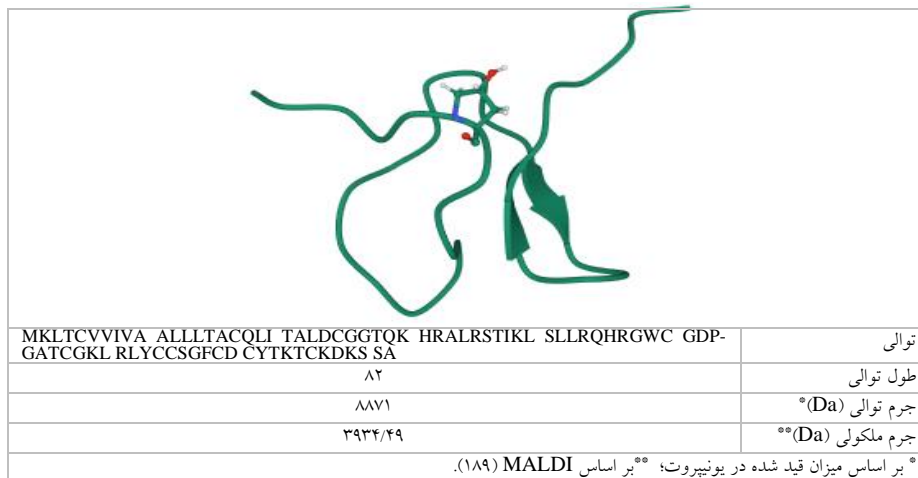 توالی
MKLTCVVIVA ALLLTACQLI TALDCGGTQK HRALRSTIKL SLLRQHRGWC GDP-
GATCGKL RLYCCSGFCD CYTKTCKDKS SA
طول توالی
۸۲
جرم توالی (Da)*
۸۸۷۱
جرم ملکولی (Da)**
۳۹۳۴/۴۹
* بر اساس میزان قید شده در یونیپروت؛ **بر اساس MALDI (۱۸۹).